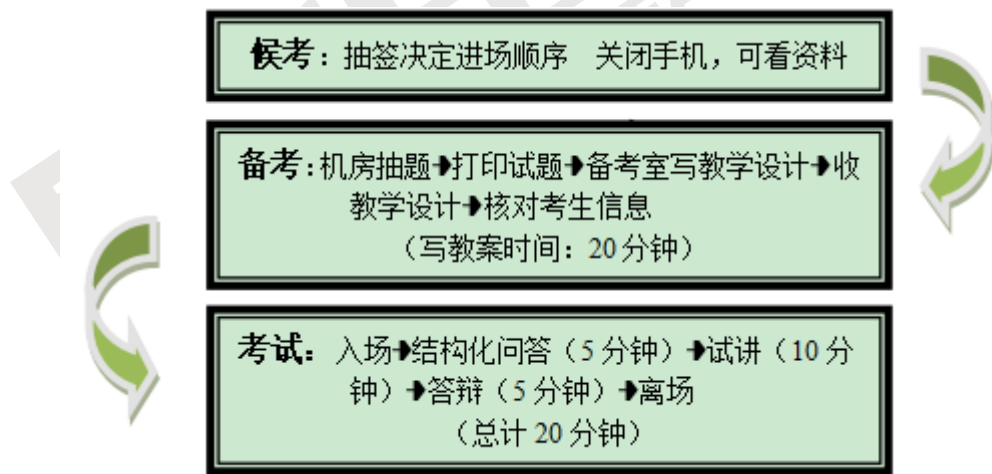 候考：抽签决定进场顺序 关闭手机，可看资料
备考：机房抽题➜打印试题➜备考室写教学设计➜收
教学设计➜核对考生信息
（写教案时间：20分钟）
考试：入场➜结构化问答（5分钟）➜试讲（10分
钟）➜答辩（5分钟）➜离场
（总计20分钟）